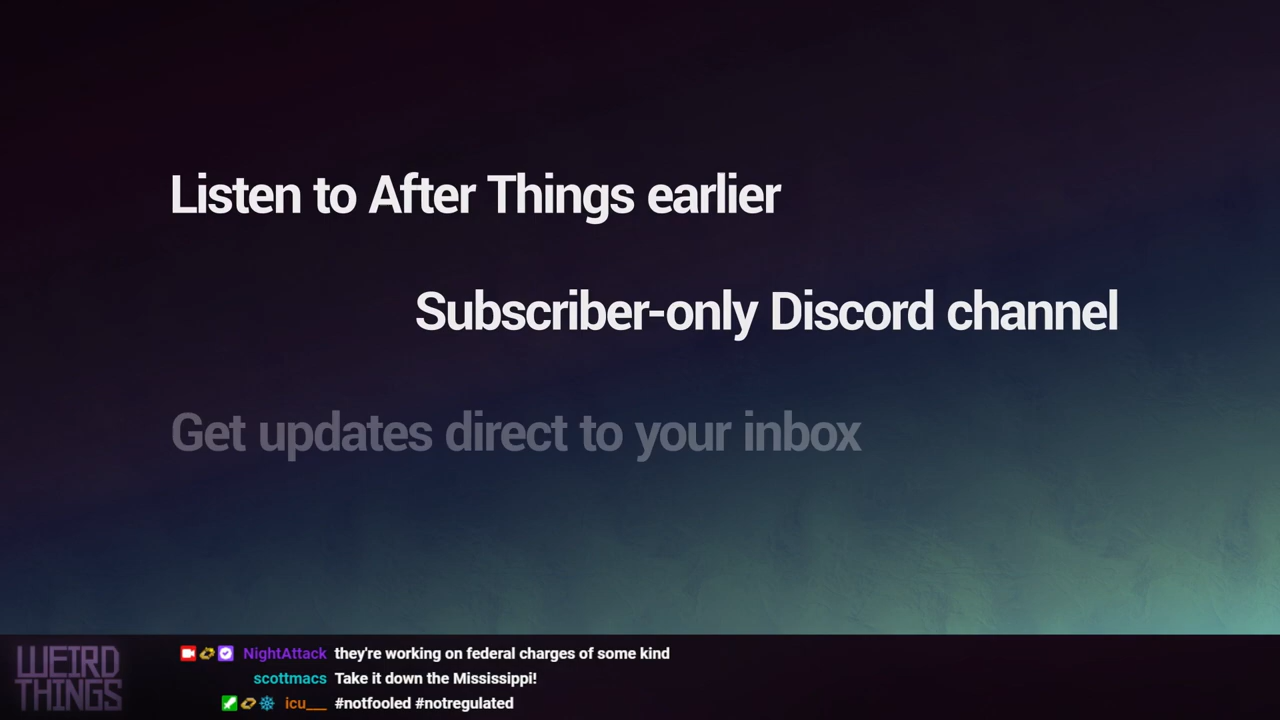 Listen to After Things earlier
Subscriber-only Discord channel
Get updates direct to your inbox
WEIRD
THINGS
NightAttack they're working on federal charges of some kind
scottmacs Take it down the Mississippi!
icu___ #notfooled #notregulated